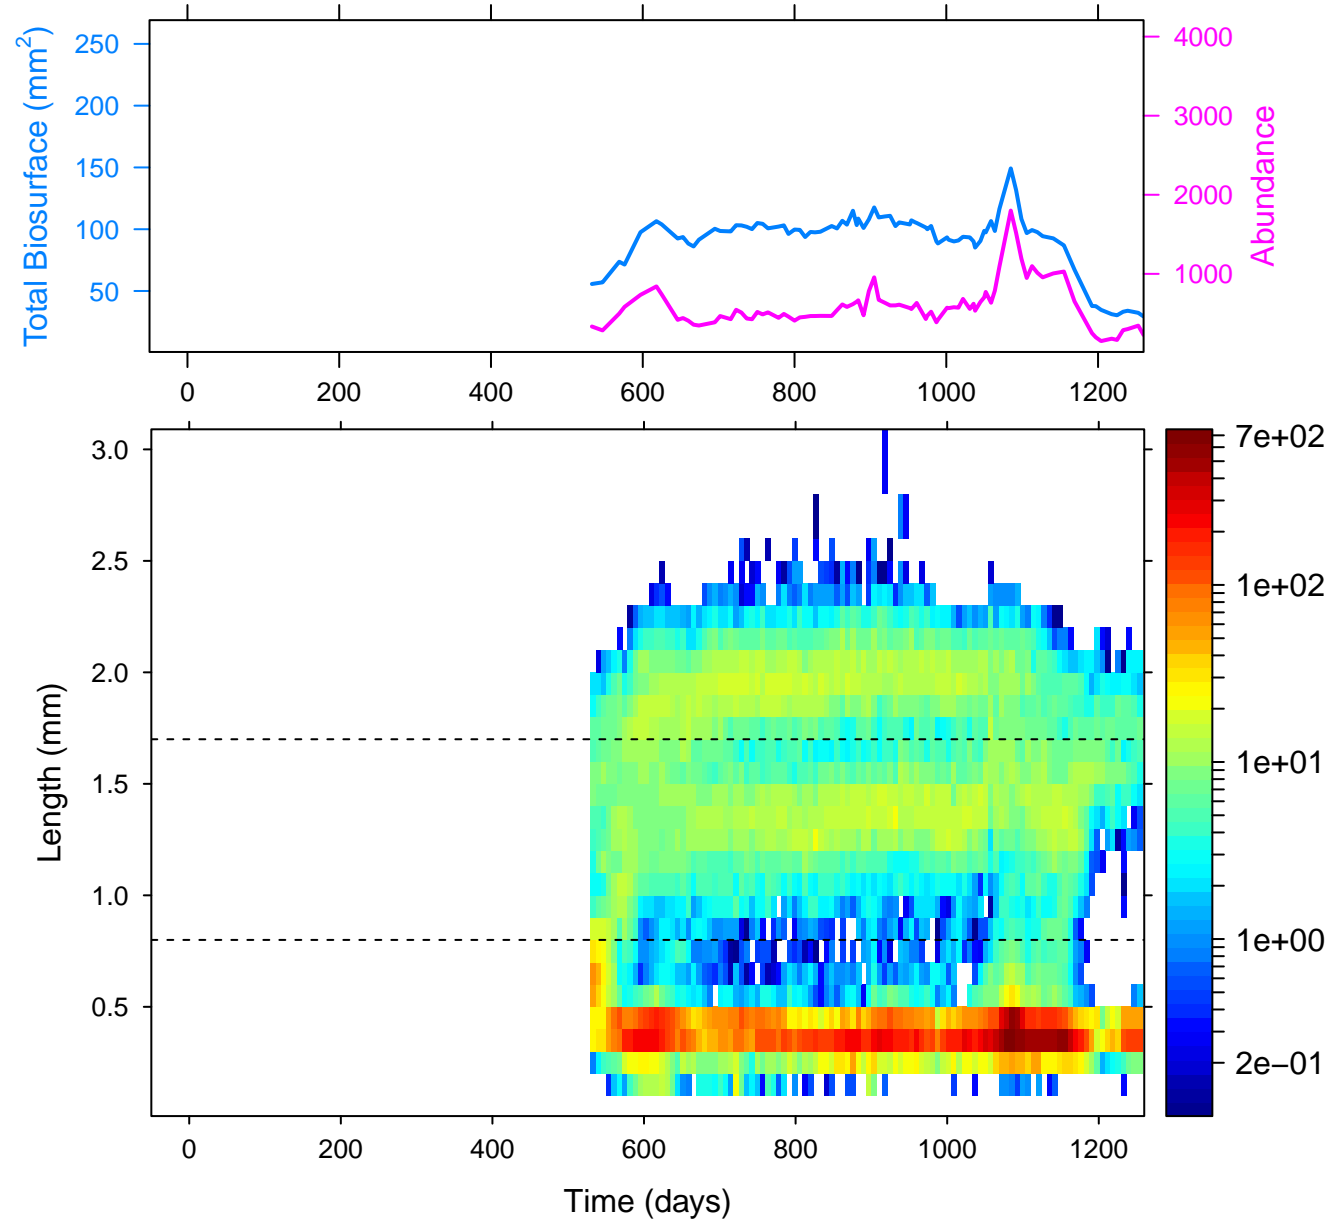 Total Biosurface (mm²)
250
200
150
100
50
4000
3000
2000
1000
Abundance
0 200 400 600 800 1000 1200
Length (mm)
3.0
2.5
2.0
1.5
1.0
0.5
7e+02
1e+02
1e+01
1e+00
2e−01
0 200 400 600 800 1000 1200
Time (days)